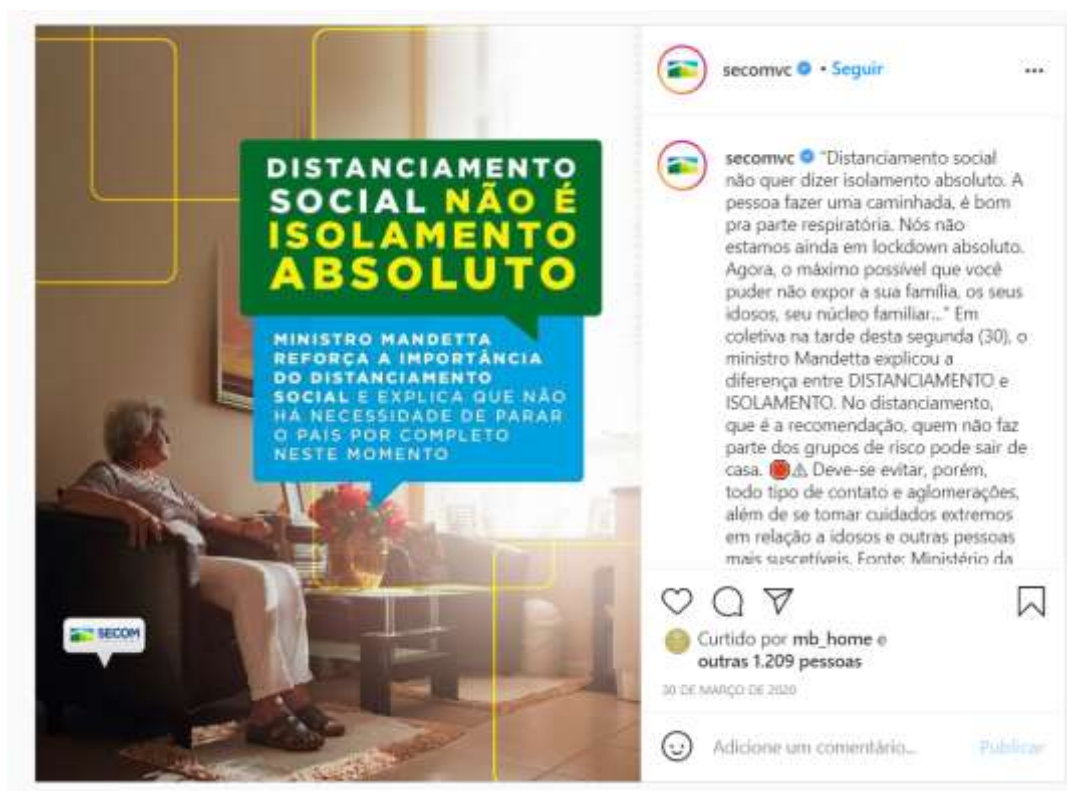 DISTANCIAMENTO
SOCIAL NÃO É
ISOLAMENTO
ABSOLUTO
MINISTRO MANDETTA
REFORÇA A IMPORTÂNCIA
DO DISTANCIAMENTO
SOCIAL E EXPLICA QUE NÃO
HÁ NECESSIDADE DE PARAR
O PAÍS POR COMPLETO
NESTE MOMENTO
SECOM
secomvc • Seguir
secomvc "Distanciamento social
não quer dizer isolamento absoluto. A
pessoa fazer uma caminhada, é bom
pra parte respiratória. Nós não
estamos ainda em lockdown absoluto.
Agora, o máximo possível que você
puder não expor a sua família, os seus
idosos, seu núcleo familiar..." Em
coletiva na tarde desta segunda (30), o
ministro Mandetta explicou a
diferença entre DISTANCIAMENTO e
ISOLAMENTO. No distanciamento,
que é a recomendação, quem não faz
parte dos grupos de risco pode sair de
casa. 🛑⚠ Deve-se evitar, porém,
todo tipo de contato e aglomerações,
além de se tomar cuidados extremos
em relação a idosos e outras pessoas
mais suscetíveis. Fonte: Ministério da
Curtido por mb_home e
outras 1.209 pessoas
30 DE MARÇO DE 2020
Adicione um comentário... Publicar